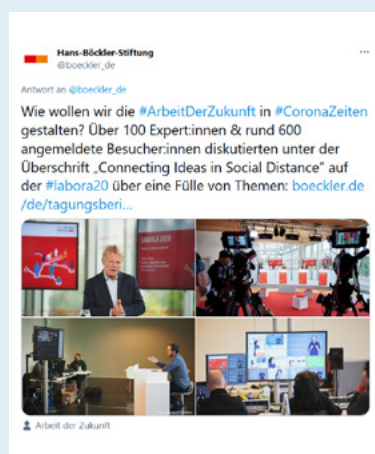 Hans-Böckler-Stiftung
@boeckler_de
Antwort an @boeckler_de
Wie wollen wir die #ArbeitDerZukunft in #CoronaZeiten
gestalten? Über 100 Expert:innen & rund 600
angemeldete Besucher:innen diskutierten unter der
Überschrift „Connecting Ideas in Social Distance" auf
der #labora20 über eine Fülle von Themen: boeckler.de
/de/tagungsberi...
LABORA 2020
Arbeit der Zukunft